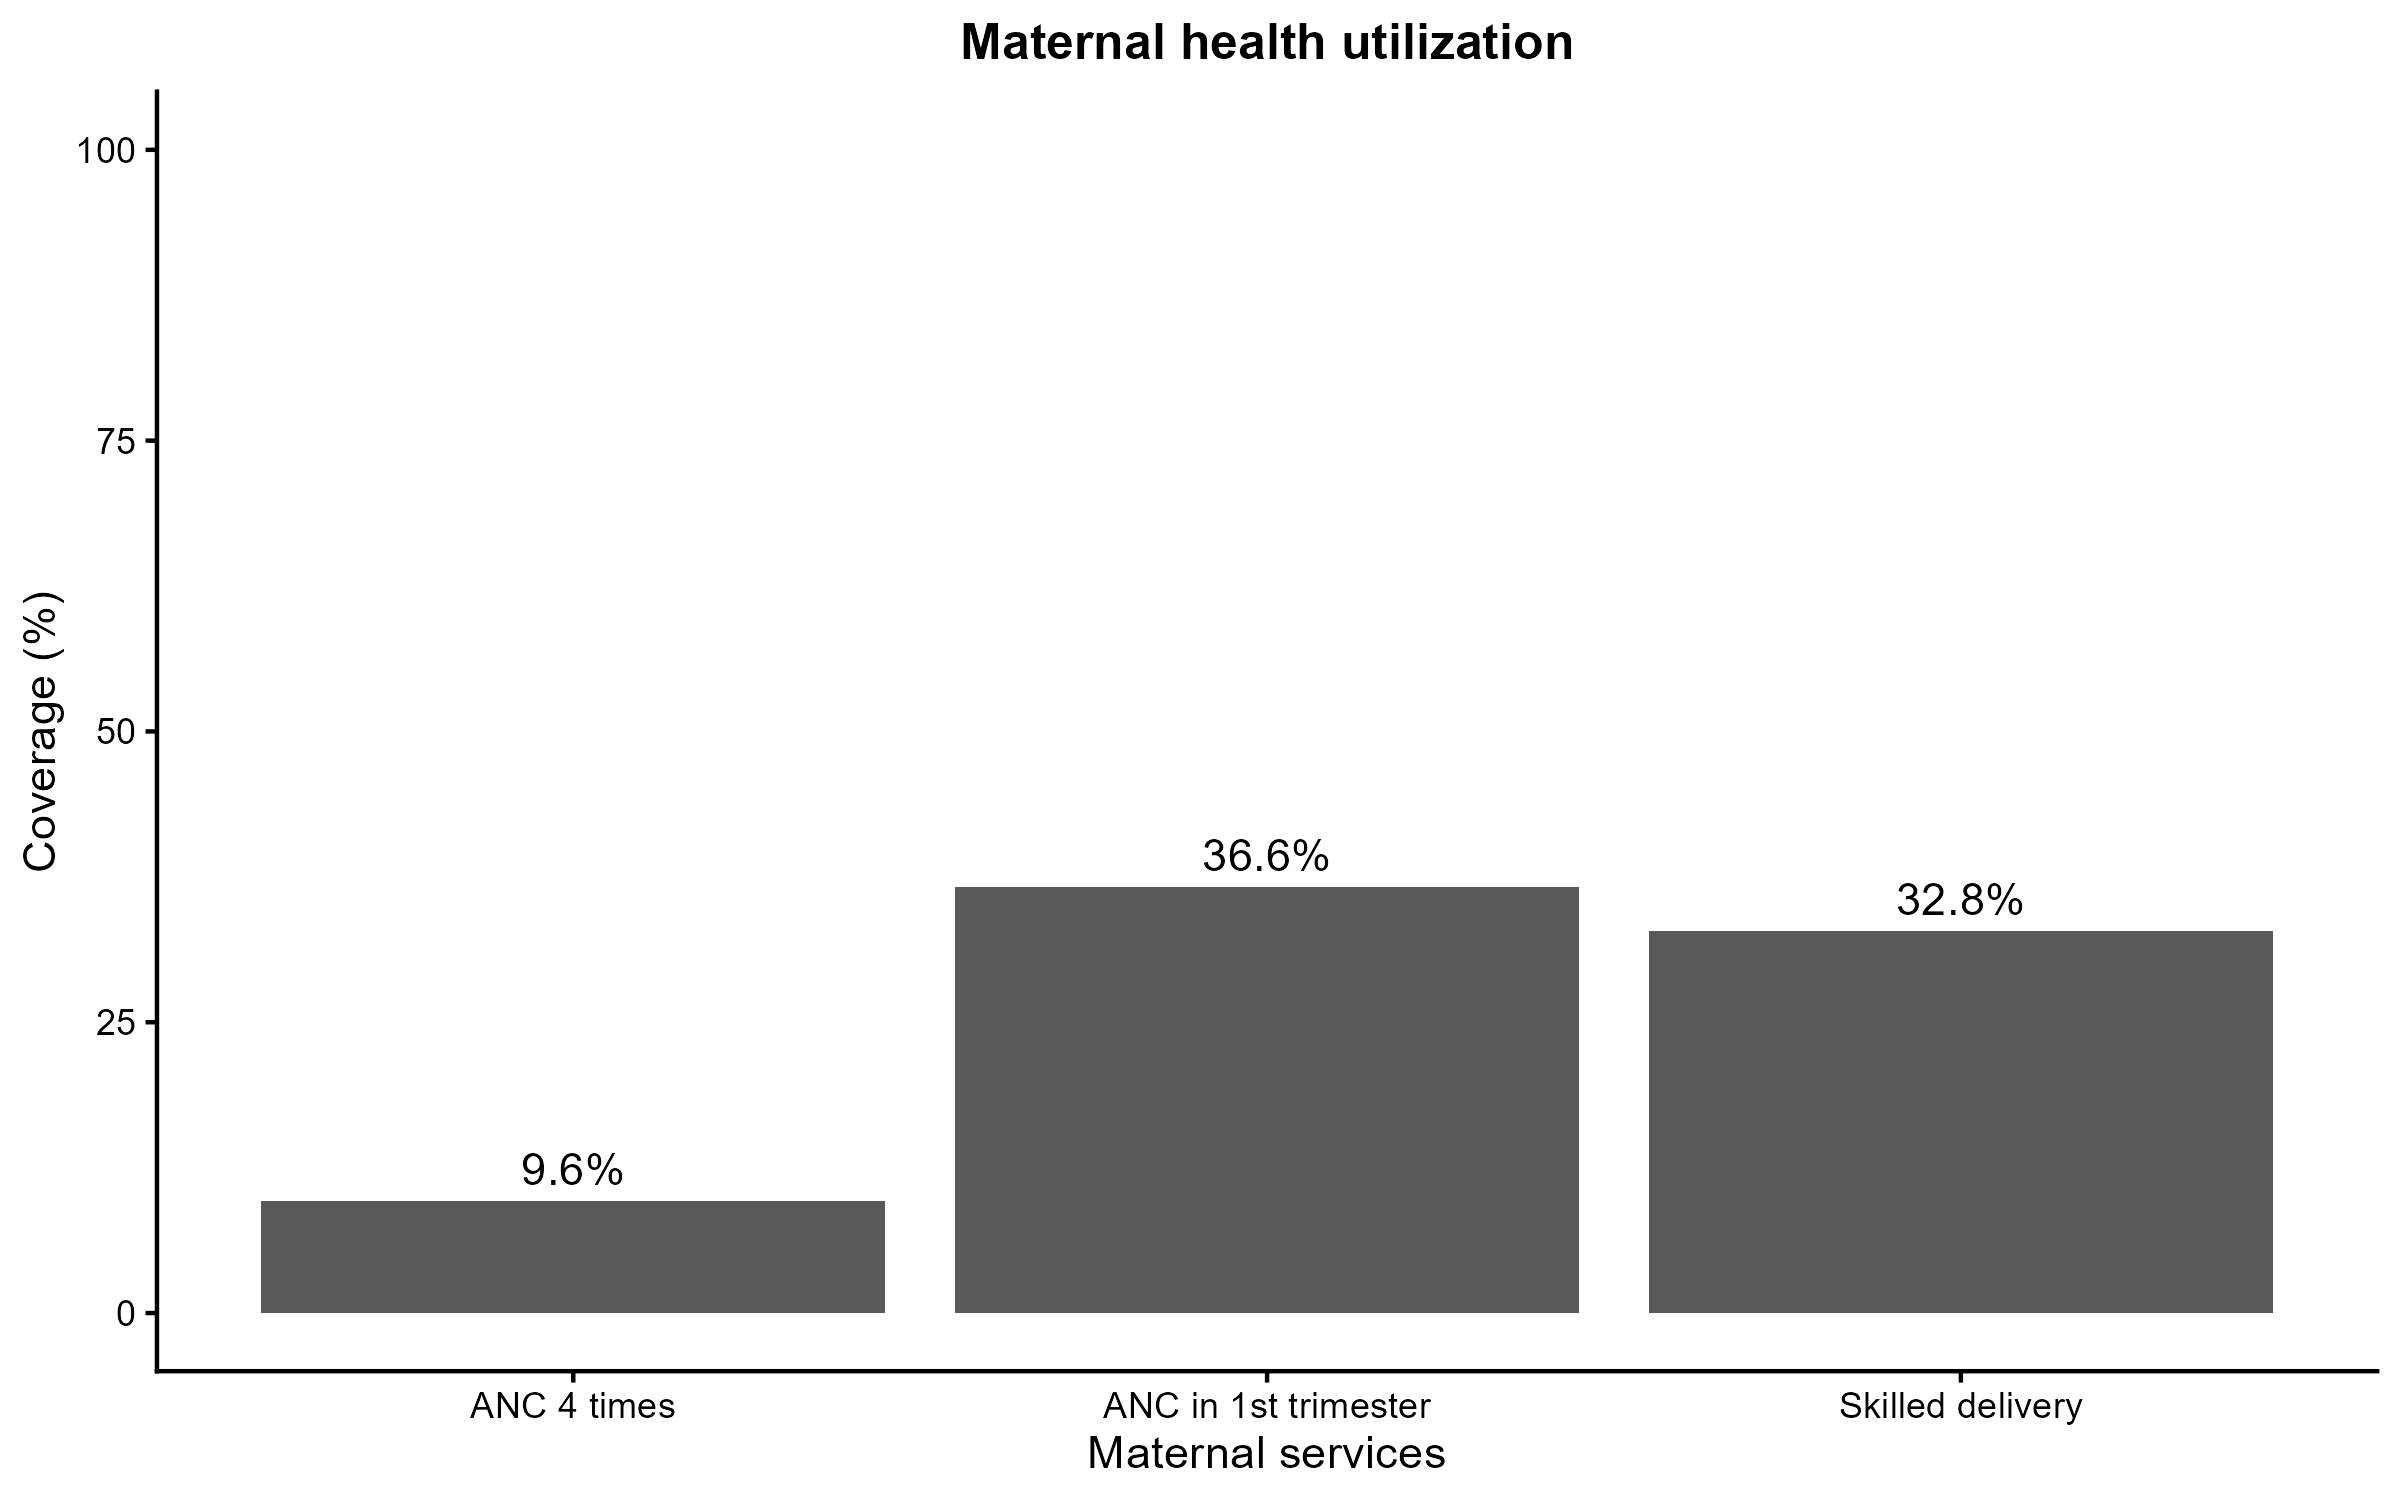 Maternal health utilization
Coverage (%)
100
75
50
25
0
9.6%
36.6%
32.8%
ANC 4 times
ANC in 1st trimester
Skilled delivery
Maternal services